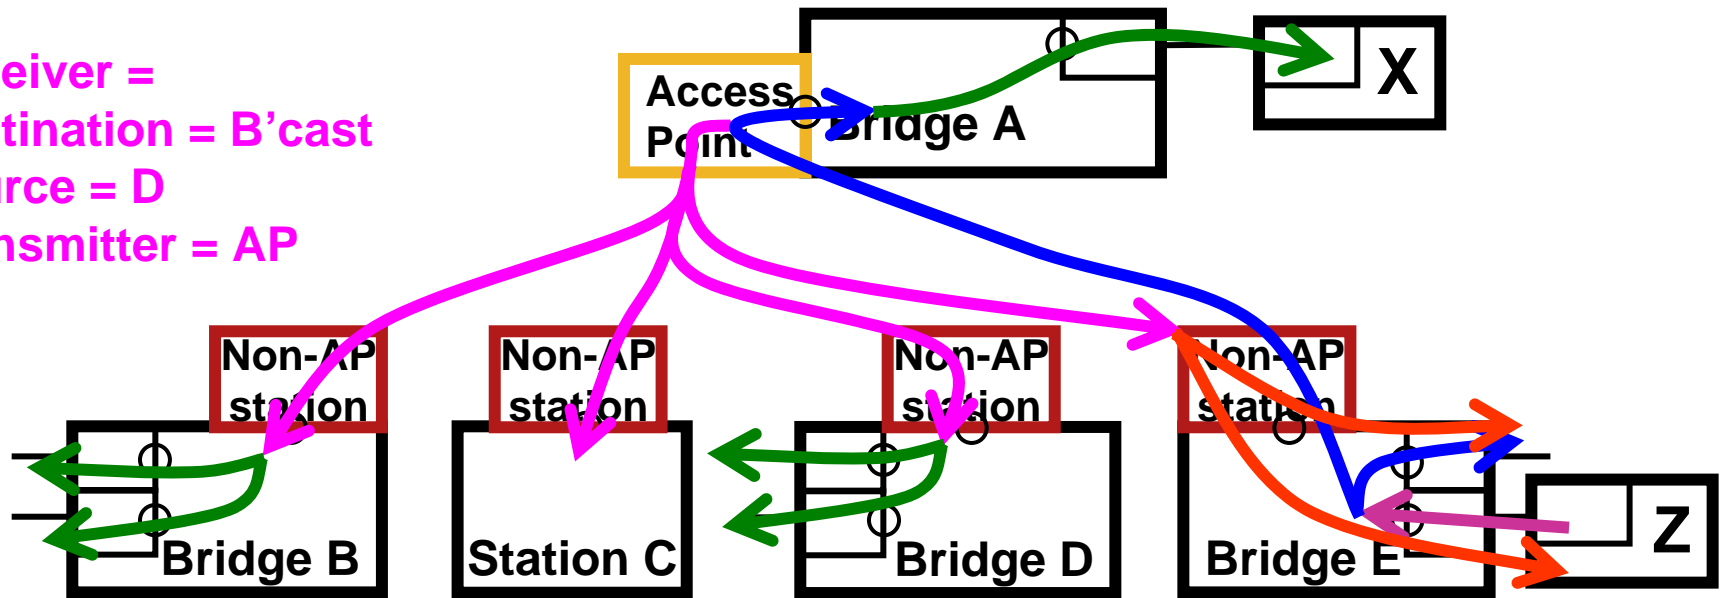 eiver =
tination = B’cast
urce = D
nsmitter = AP
Access
Point
Bridge A
X
Non-AP
station
Bridge B
Non-AP
station
Station C
Non-AP
station
Bridge D
Non-AP
station
Bridge E
Z